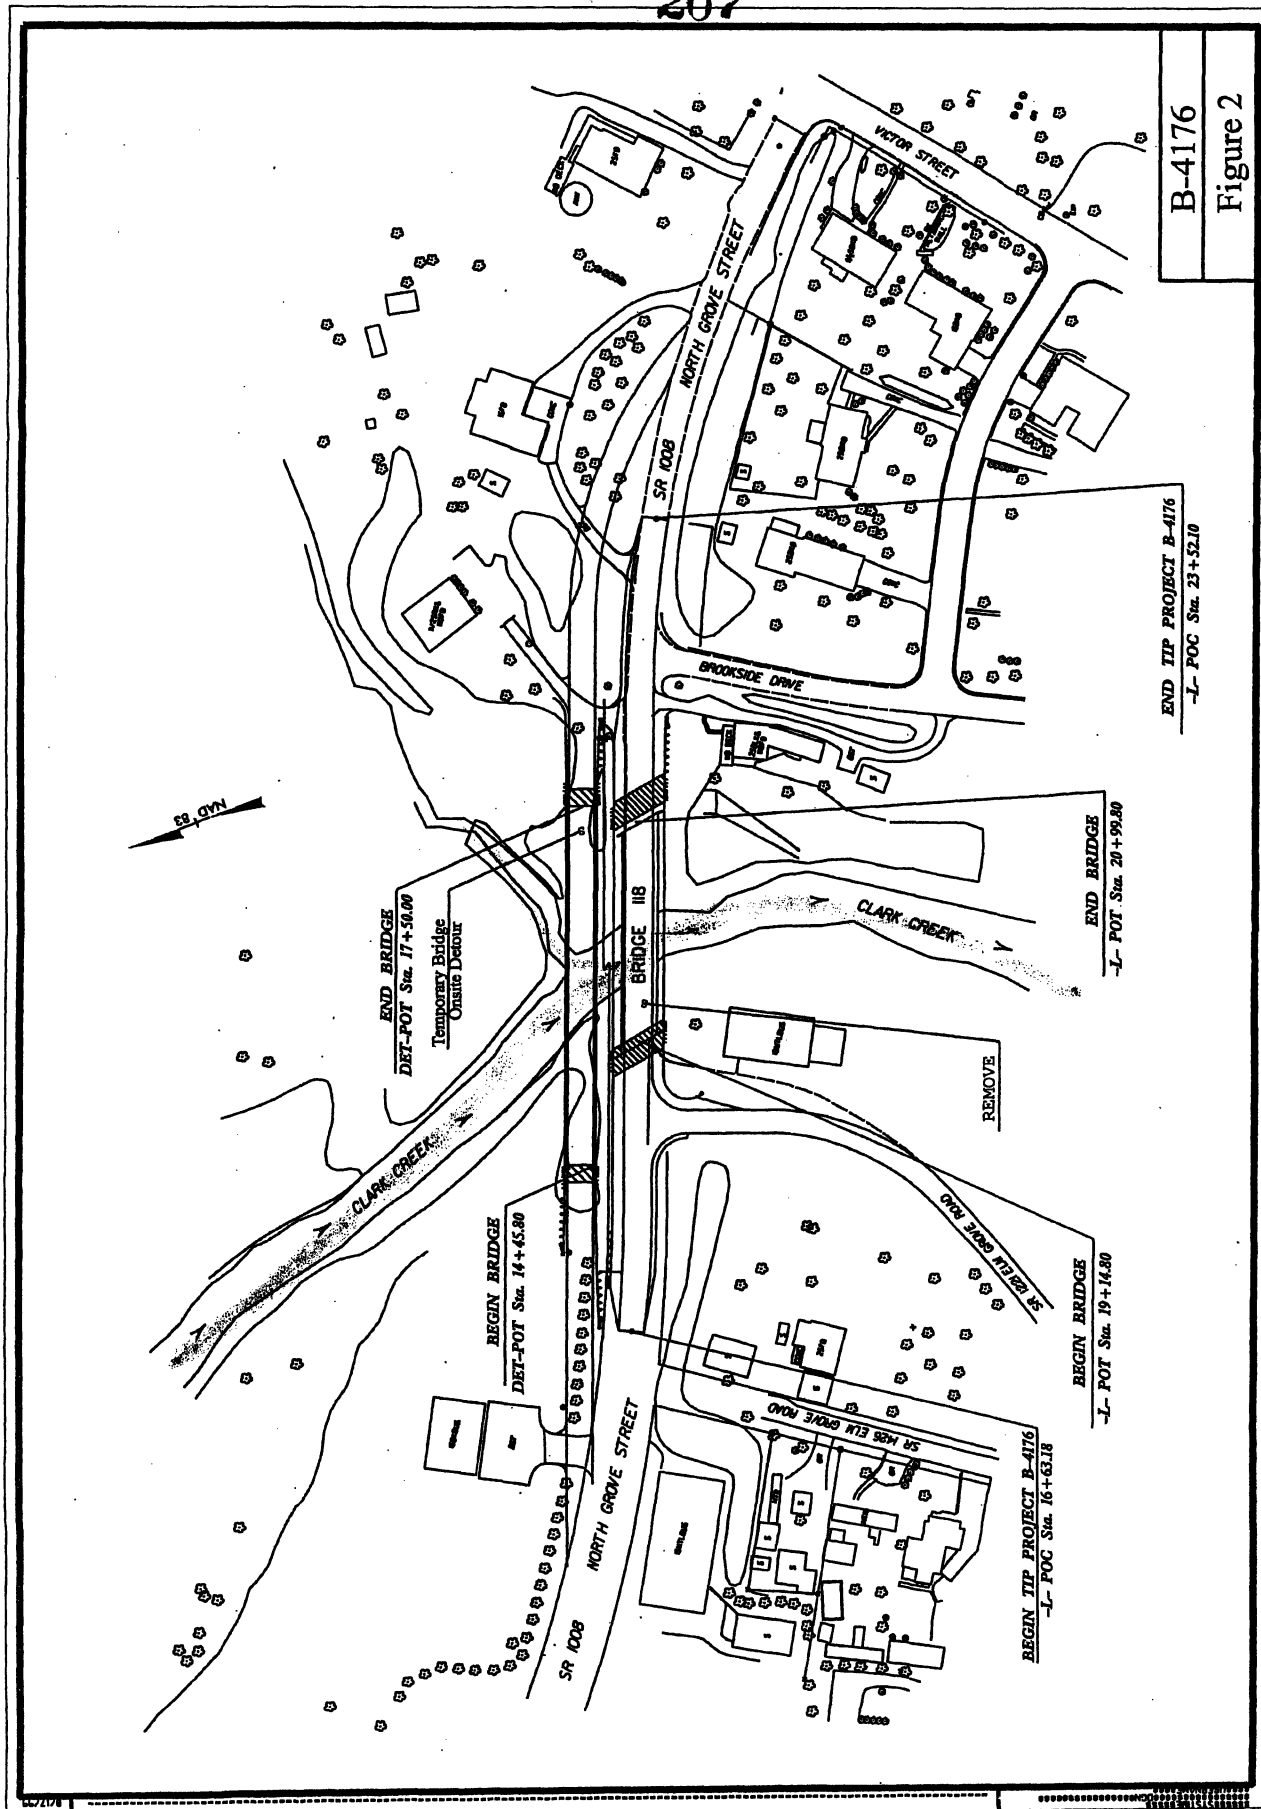 207
B-4176
Figure 2
VICTOR STREET
SR 1008 NORTH GROVE STREET
NAD '83
BROOKSIDE DRIVE
END TIP PROJECT B-4176
-L- POC Sta. 23+52.10
END BRIDGE
DET-POT Sta. 17+50.00
Temporary Bridge
Onsite Detour
BRIDGE 118
CLARK CREEK
END BRIDGE
-L- POT Sta. 20+99.80
REMOVE
CLARK CREEK
BEGIN BRIDGE
DET-POT Sta. 14+45.80
SR 1221 ELM GROVE ROAD
BEGIN BRIDGE
-L- POT Sta. 19+14.80
SR 1426 ELM GROVE ROAD
SR 1008 NORTH GROVE STREET
BEGIN TIP PROJECT B-4176
-L- POC Sta. 16+63.18